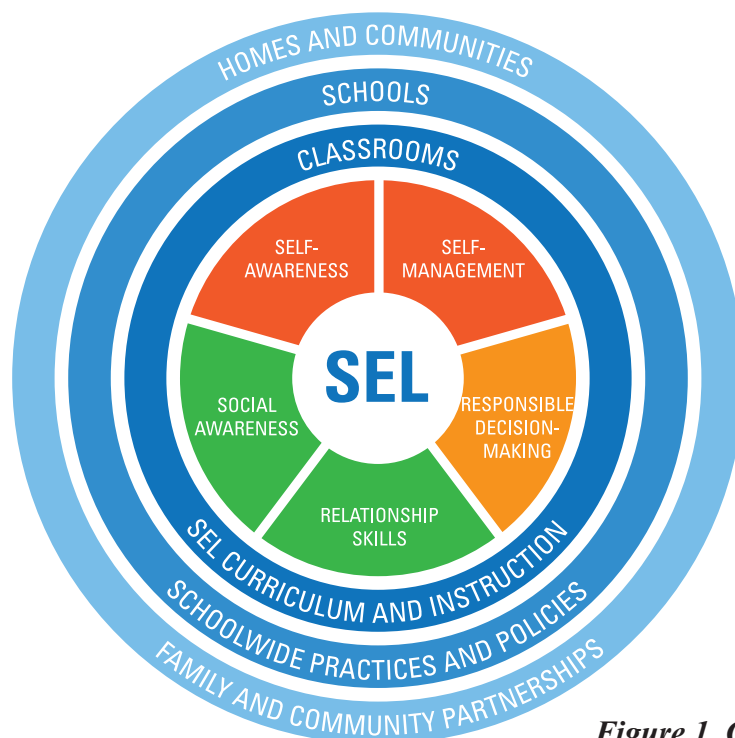 HOMES AND COMMUNITIES
SCHOOLS
CLASSROOMS
SELF-
AWARENESS
SELF-
MANAGEMENT
SEL
SOCIAL
AWARENESS
RESPONSIBLE
DECISION-
MAKING
RELATIONSHIP
SKILLS
SEL CURRICULUM AND INSTRUCTION
SCHOOLWIDE PRACTICES AND POLICIES
FAMILY AND COMMUNITY PARTNERSHIPS
Figure 1. C